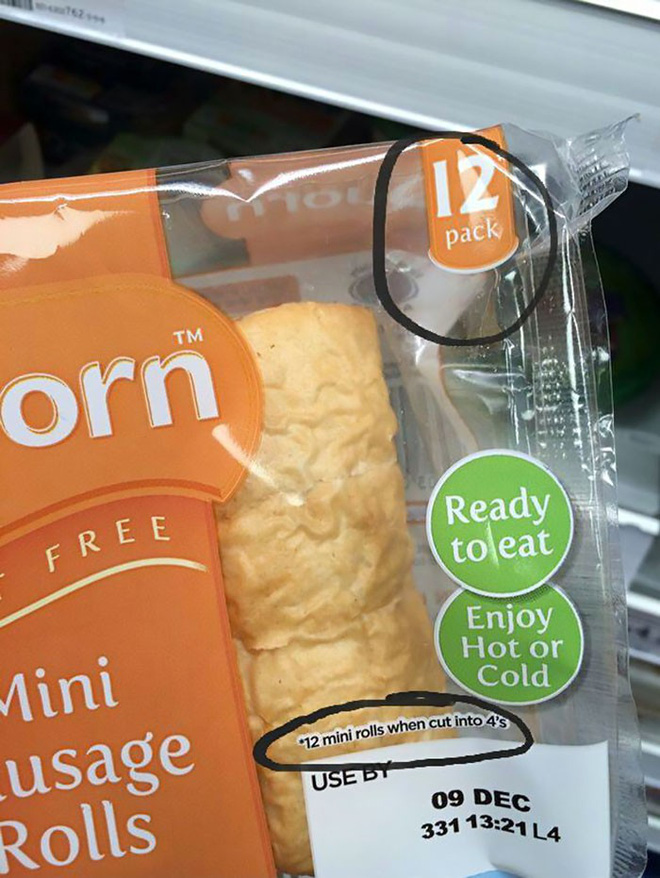 12
pack
orn
TM
FREE
Mini
usage
Rolls
Ready
to eat
Enjoy
Hot or
Cold
*12 mini rolls when cut into 4's
USE BY
09 DEC
331 13:21 L4